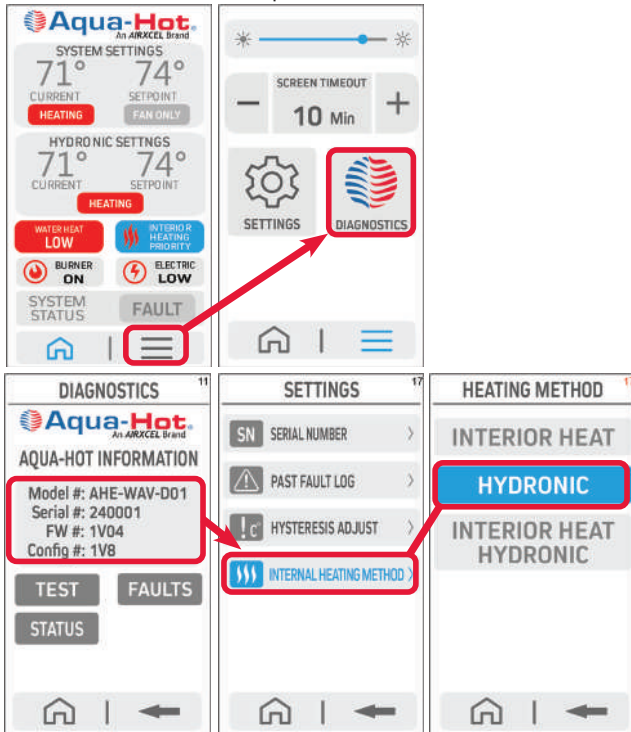 Aqua-Hot.
An AIRXCEL Brand
SYSTEM SETTINGS
71° 74°
CURRENT SETPOINT
HEATING FAN ONLY
HYDRONIC SETTNGS
71° 74°
CURRENT SETPOINT
HEATING
WATER HEAT
LOW
INTERIOR
HEATING
PRIORITY
BURNER
ON
ELECTRIC
LOW
SYSTEM
STATUS
FAULT
SCREEN TIMEOUT
− 10 Min +
SETTINGS DIAGNOSTICS
DIAGNOSTICS 11
Aqua-Hot.
An AIRXCEL Brand
AQUA-HOT INFORMATION
Model #: AHE-WAV-D01
Serial #: 240001
FW #: 1V04
Config #: 1V8
TEST FAULTS
STATUS
SETTINGS 17
SN SERIAL NUMBER >
PAST FAULT LOG >
!c° HYSTERESIS ADJUST >
INTERNAL HEATING METHOD >
HEATING METHOD
INTERIOR HEAT
HYDRONIC
INTERIOR HEAT
HYDRONIC